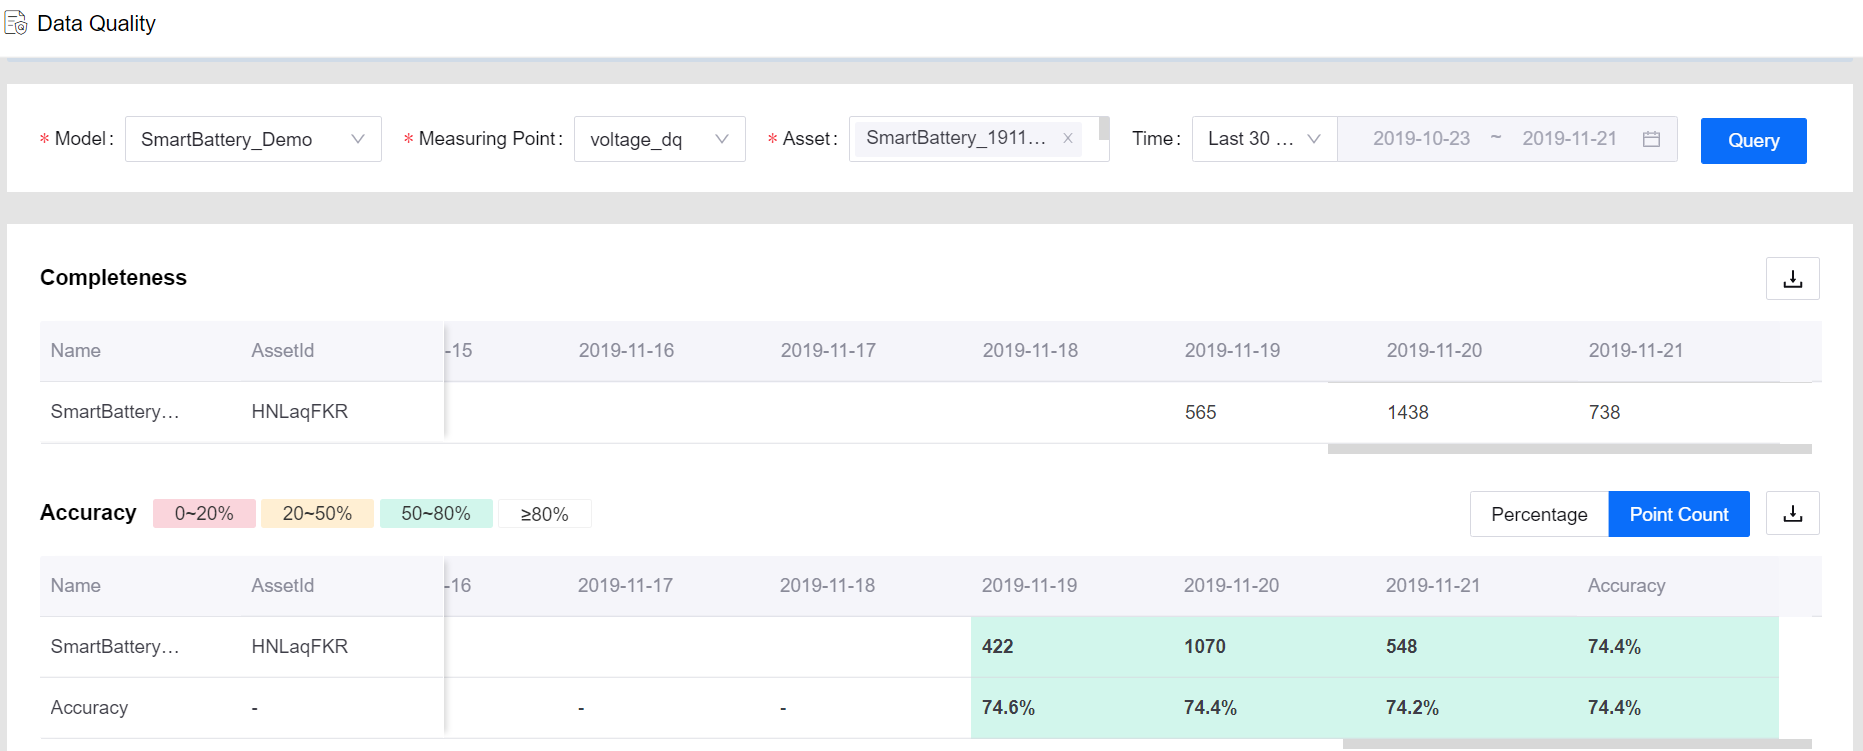 Data Quality
* Model: SmartBattery_Demo * Measuring Point: voltage_dq * Asset: SmartBattery_1911... × Time: Last 30 ... 2019-10-23 ~ 2019-11-21 Query
Completeness
Name AssetId -15 2019-11-16 2019-11-17 2019-11-18 2019-11-19 2019-11-20 2019-11-21
SmartBattery... HNLaqFKR 565 1438 738
Accuracy 0~20% 20~50% 50~80% ≥80% Percentage Point Count
Name AssetId -16 2019-11-17 2019-11-18 2019-11-19 2019-11-20 2019-11-21 Accuracy
SmartBattery... HNLaqFKR 422 1070 548 74.4%
Accuracy - - - 74.6% 74.4% 74.2% 74.4%